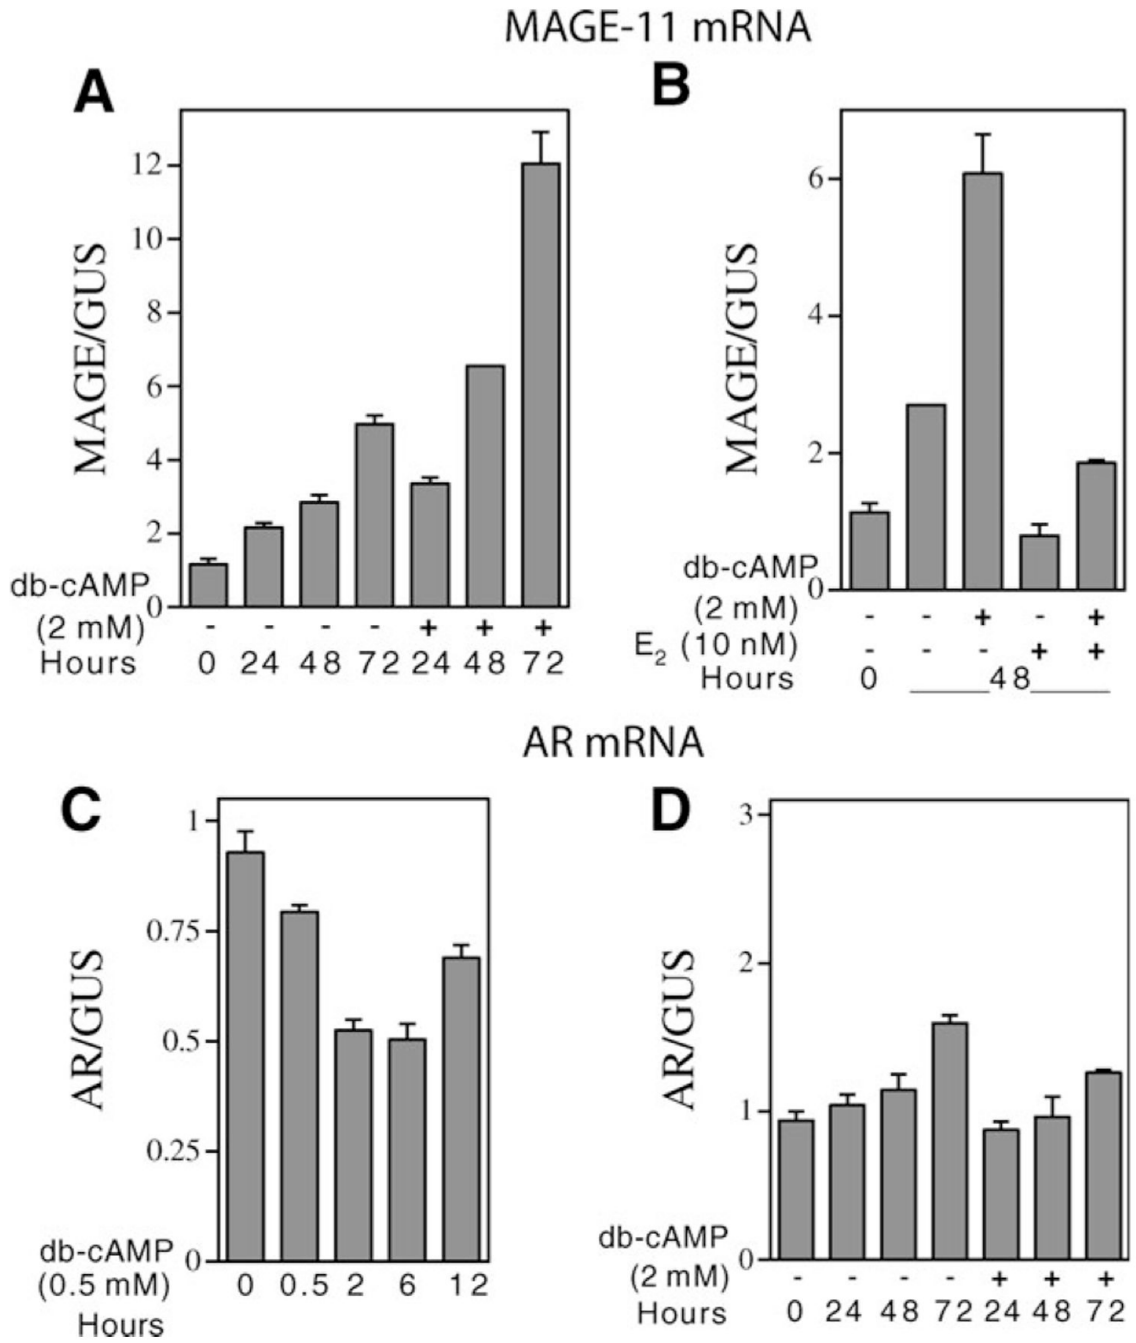 MAGE-11 mRNA
A
MAGE/GUS
12
10
8
6
4
2
0
db-cAMP
(2 mM) - - - - + + +
Hours 0 24 48 72 24 48 72
B
MAGE/GUS
6
4
2
0
db-cAMP
(2 mM) - - + - +
E2 (10 nM) - - - + +
Hours 0 48
AR mRNA
C
AR/GUS
1
0.75
0.5
0.25
0
db-cAMP
(0.5 mM) 0 0.5 2 6 12
Hours
D
AR/GUS
3
2
1
0
db-cAMP
(2 mM) - - - - + + +
Hours 0 24 48 72 24 48 72